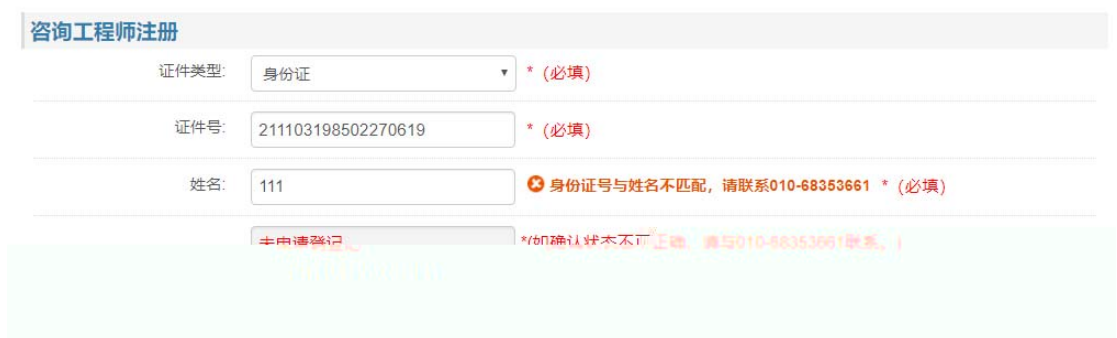 咨询工程师注册
证件类型: 身份证 * (必填)
证件号: 211103198502270619 * (必填)
姓名: 111 身份证号与姓名不匹配，请联系010-68353661 * (必填)
未申请登记 *(如确认状态不正确，请与010-68353661联系。)